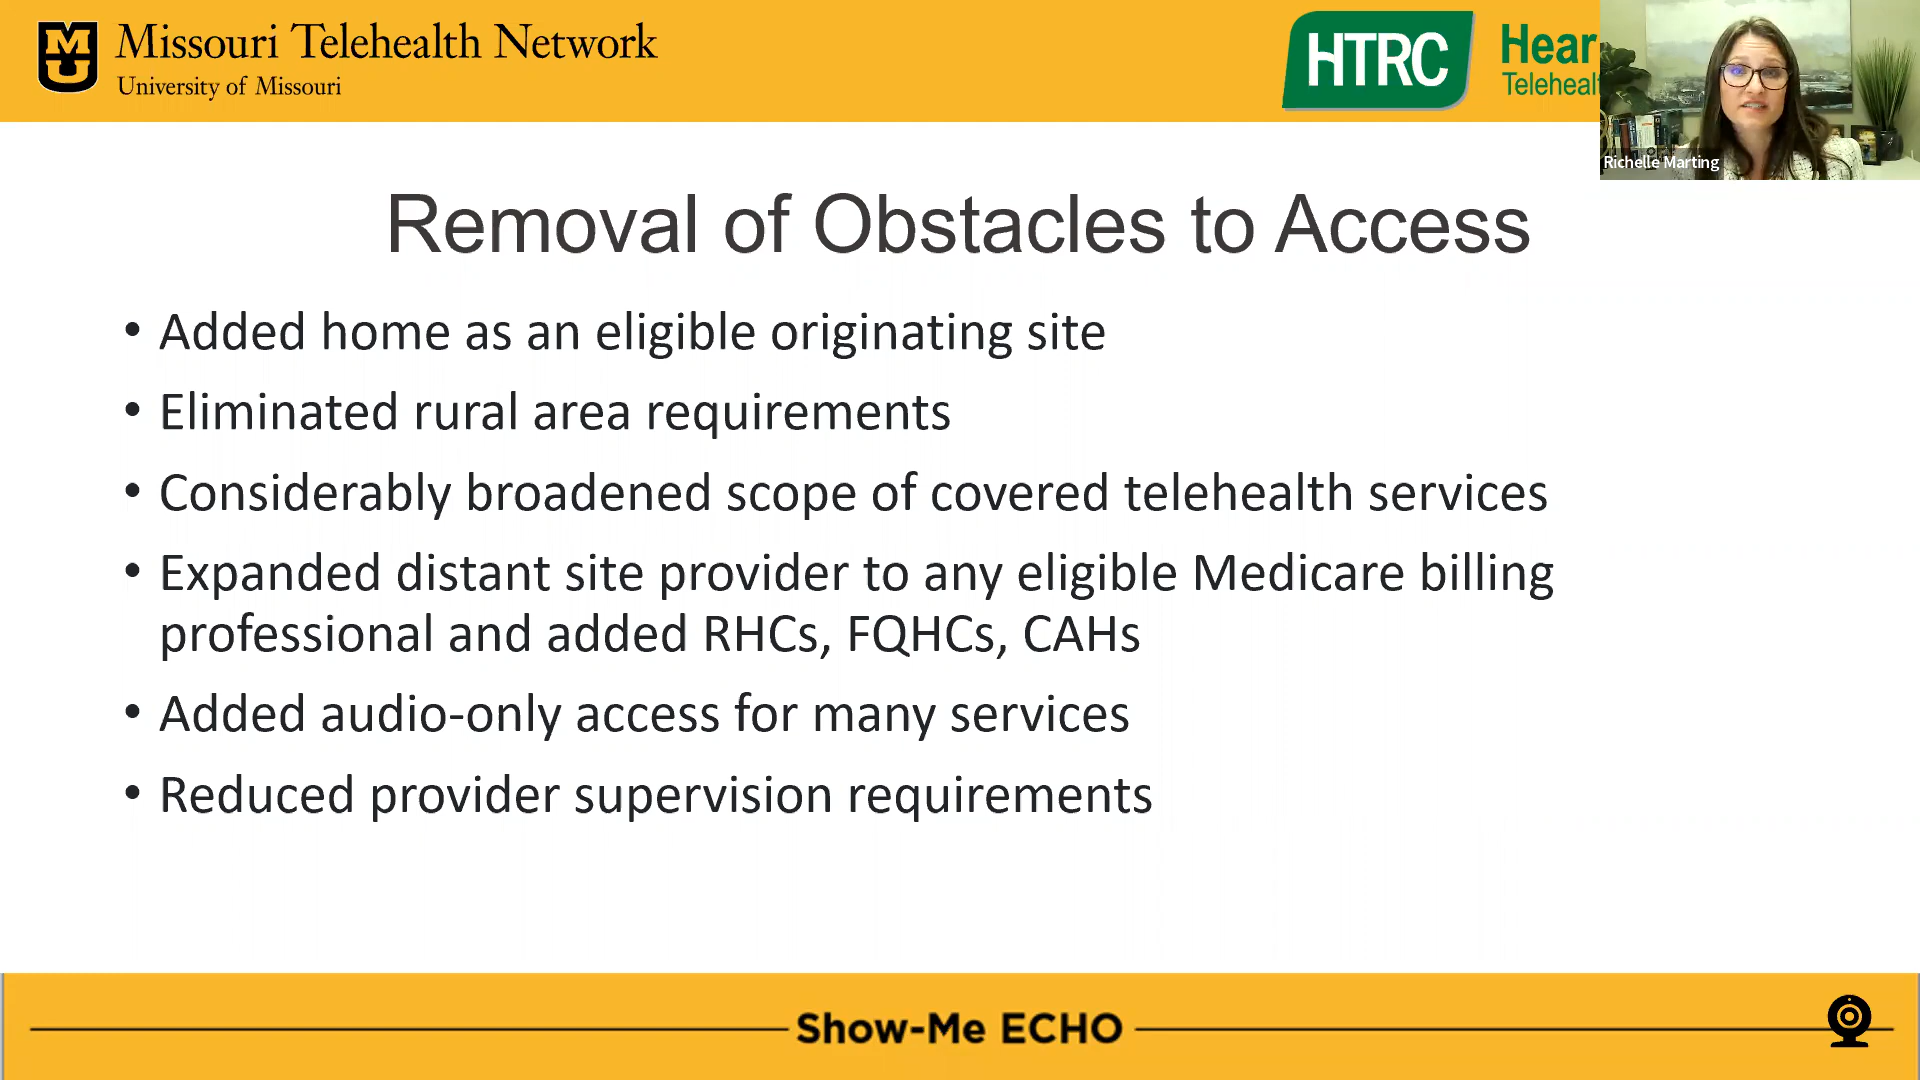 Missouri Telehealth Network
University of Missouri
MU
HTRC
Hear
Telehealt
Richelle Marting
Removal of Obstacles to Access
• Added home as an eligible originating site
• Eliminated rural area requirements
• Considerably broadened scope of covered telehealth services
• Expanded distant site provider to any eligible Medicare billing
professional and added RHCs, FQHCs, CAHs
• Added audio-only access for many services
• Reduced provider supervision requirements
Show-Me ECHO